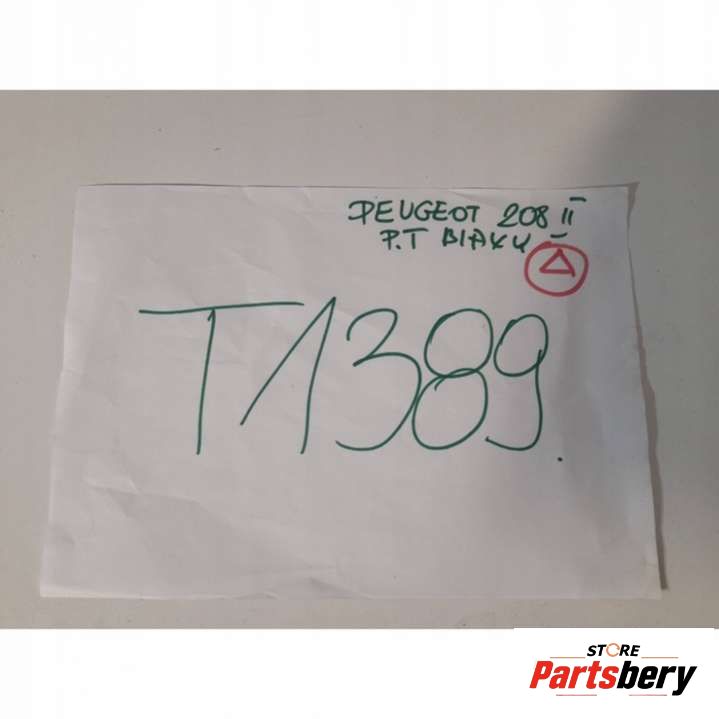 PEUGEOT 208 II
P.T BIAŁY
T1389.
STORE
Partsbery